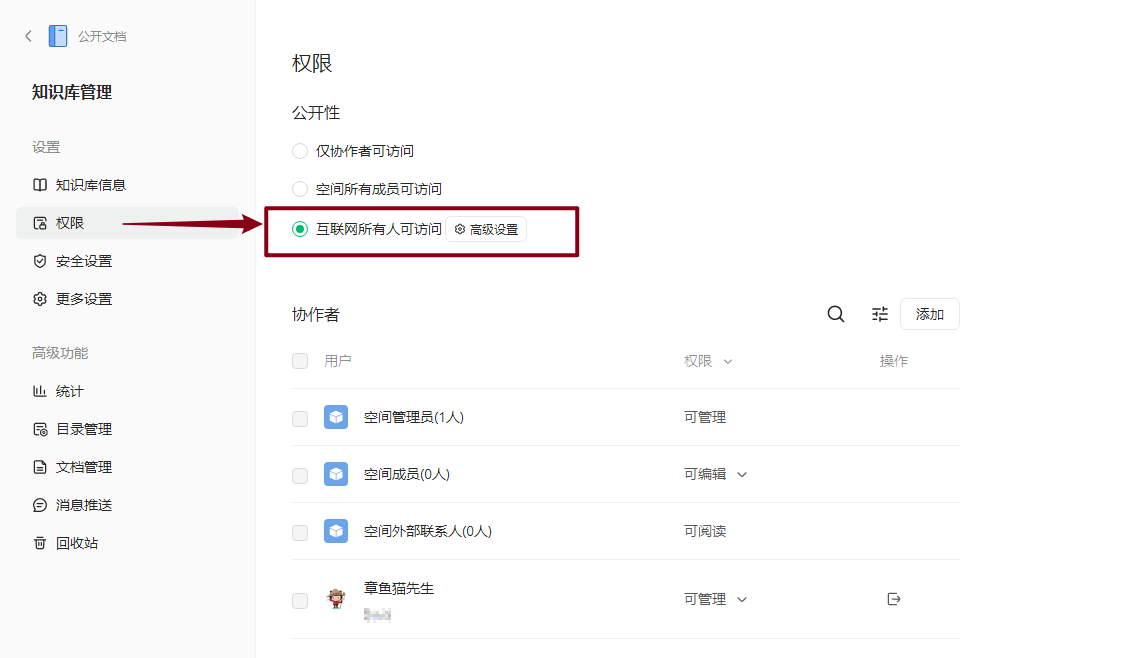 公开文档
知识库管理
设置
知识库信息
权限
安全设置
更多设置
高级功能
统计
目录管理
文档管理
消息推送
回收站
权限
公开性
仅协作者可访问
空间所有成员可访问
互联网所有人可访问 高级设置
协作者 添加
用户 权限 操作
空间管理员(1人) 可管理
空间成员(0人) 可编辑
空间外部联系人(0人) 可阅读
章鱼猫先生 可管理